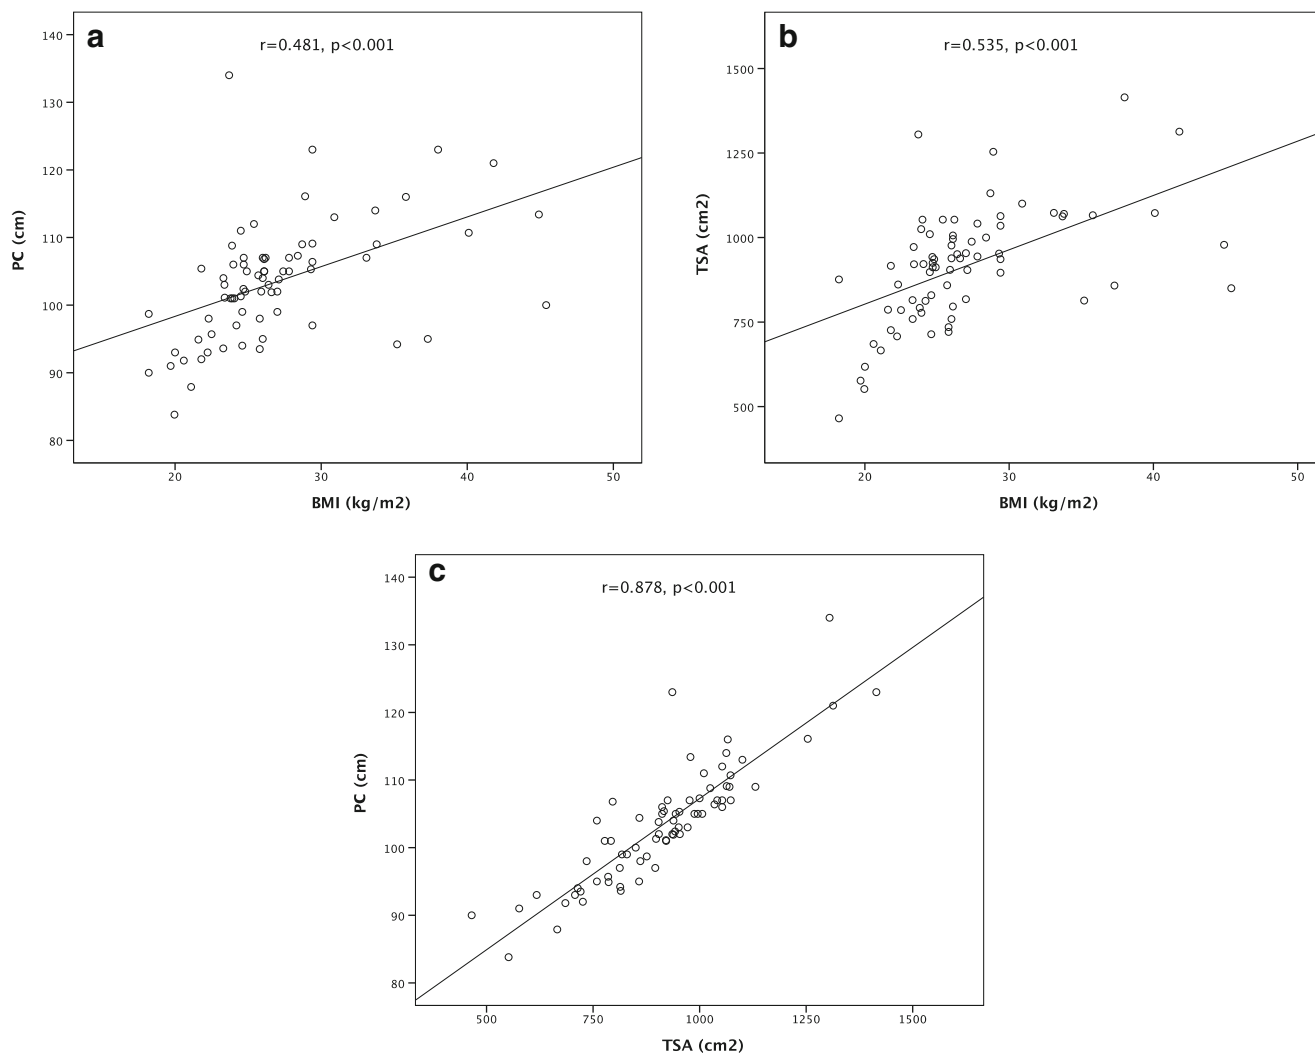 a
r=0.481, p<0.001
140
130
120
110
100
90
80
PC (cm)
20 30 40 50
BMI (kg/m2)
b
r=0.535, p<0.001
1500
1250
1000
750
500
TSA (cm2)
20 30 40 50
BMI (kg/m2)
c
r=0.878, p<0.001
140
130
120
110
100
90
80
PC (cm)
500 750 1000 1250 1500
TSA (cm2)